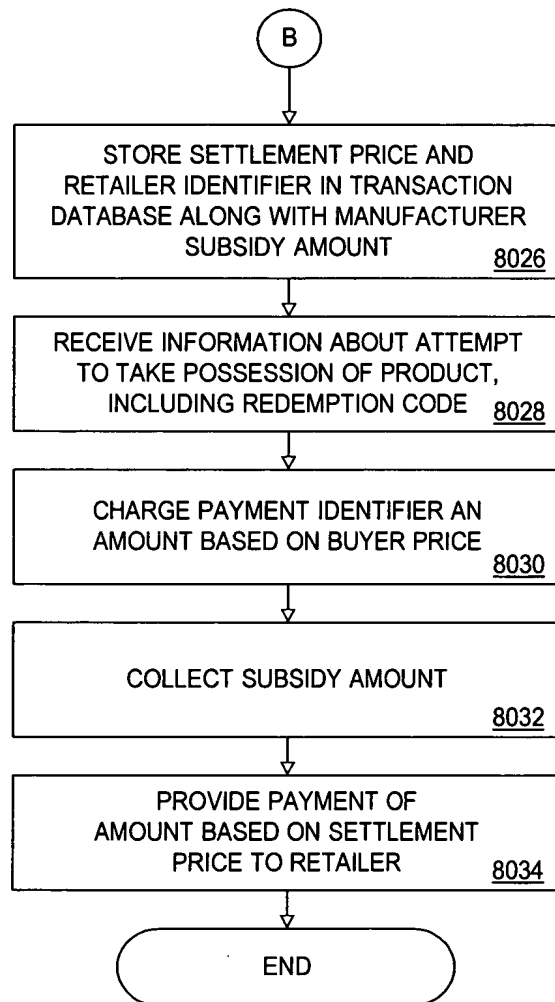 B
STORE SETTLEMENT PRICE AND
RETAILER IDENTIFIER IN TRANSACTION
DATABASE ALONG WITH MANUFACTURER
SUBSIDY AMOUNT
8026
RECEIVE INFORMATION ABOUT ATTEMPT
TO TAKE POSSESSION OF PRODUCT,
INCLUDING REDEMPTION CODE
8028
CHARGE PAYMENT IDENTIFIER AN
AMOUNT BASED ON BUYER PRICE
8030
COLLECT SUBSIDY AMOUNT
8032
PROVIDE PAYMENT OF
AMOUNT BASED ON SETTLEMENT
PRICE TO RETAILER
8034
END